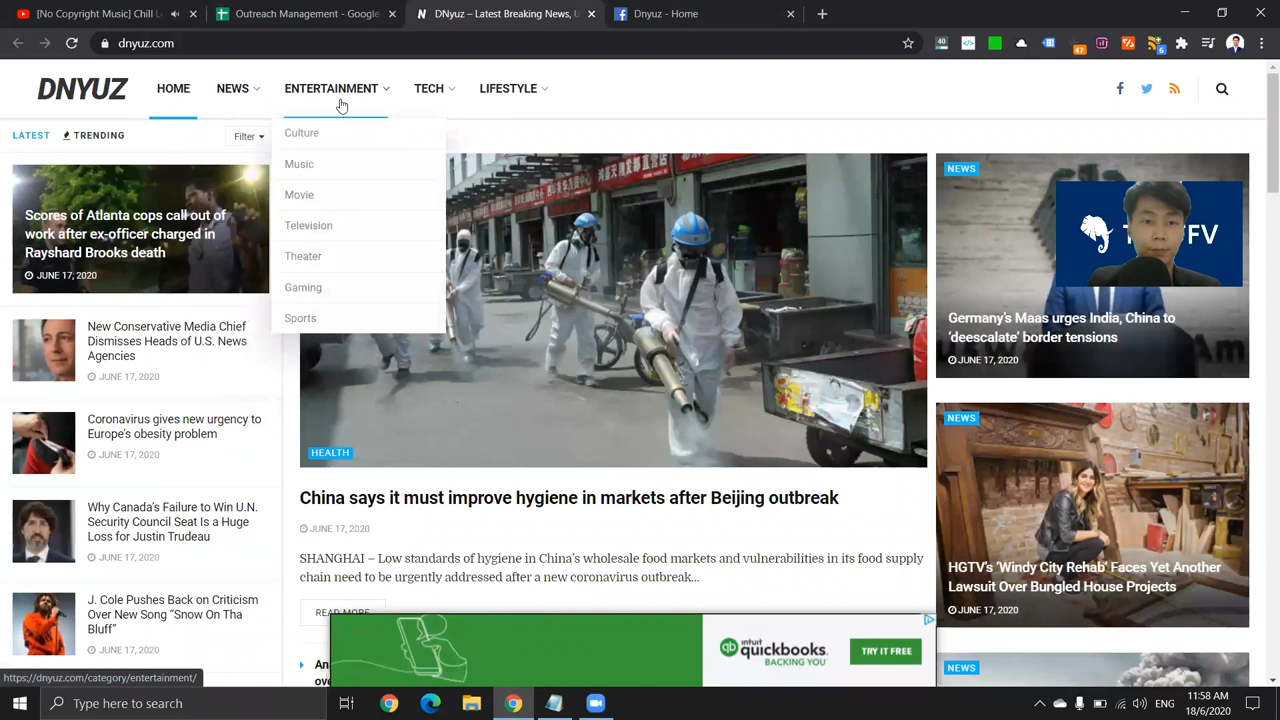 [No Copyright Music] Chill L
Outreach Management - Google
DNyuz – Latest Breaking News, U
Dnyuz - Home
dnyuz.com
40
47
6
DNYUZ
HOME
NEWS
ENTERTAINMENT
TECH
LIFESTYLE
LATEST
TRENDING
Filter
Culture
Music
Movie
Television
Theater
Gaming
Sports
Scores of Atlanta cops call out of
work after ex-officer charged in
Rayshard Brooks death
JUNE 17, 2020
New Conservative Media Chief
Dismisses Heads of U.S. News
Agencies
JUNE 17, 2020
Coronavirus gives new urgency to
Europe's obesity problem
JUNE 17, 2020
Why Canada's Failure to Win U.N.
Security Council Seat Is a Huge
Loss for Justin Trudeau
JUNE 17, 2020
J. Cole Pushes Back on Criticism
Over New Song "Snow On Tha
Bluff"
JUNE 17, 2020
https://dnyuz.com/category/entertainment/
HEALTH
China says it must improve hygiene in markets after Beijing outbreak
JUNE 17, 2020
SHANGHAI – Low standards of hygiene in China's wholesale food markets and vulnerabilities in its food supply
chain need to be urgently addressed after a new coronavirus outbreak...
READ MORE
An
ove
intuit
quickbooks.
BACKING YOU
TRY IT FREE
NEWS
Germany's Maas urges India, China to
'deescalate' border tensions
JUNE 17, 2020
NEWS
HGTV's 'Windy City Rehab' Faces Yet Another
Lawsuit Over Bungled House Projects
JUNE 17, 2020
NEWS
Type here to search
ENG
11:58 AM
18/6/2020